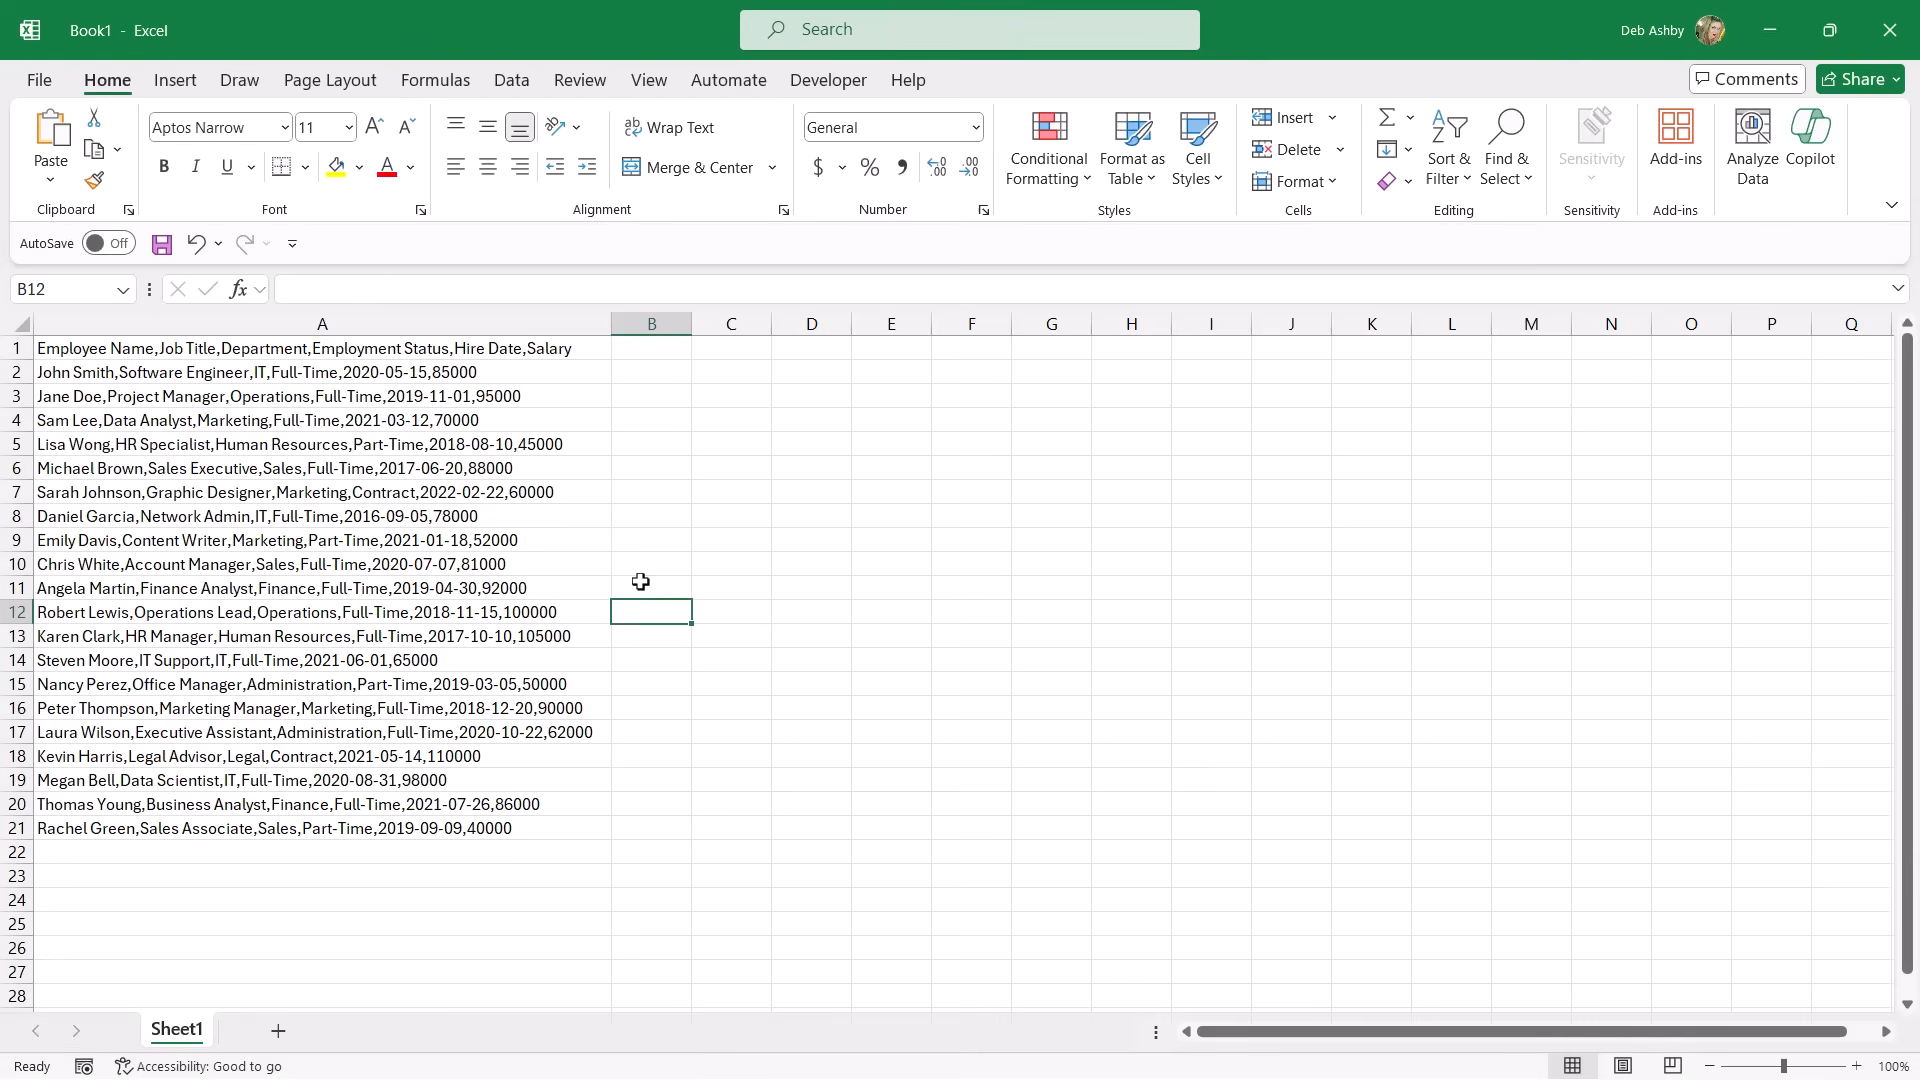 Book1 - Excel
Search
Deb Ashby
File Home Insert Draw Page Layout Formulas Data Review View Automate Developer Help
Comments Share
Paste
Aptos Narrow 11
B I U
ab Wrap Text
Merge & Center
General
$ %
Conditional Formatting
Format as Table
Cell Styles
Insert
Delete
Format
Sort & Filter
Find & Select
Sensitivity
Add-ins
Analyze Data
Copilot
Clipboard Font Alignment Number Styles Cells Editing Sensitivity Add-ins
AutoSave Off
B12 fx
A B C D E F G H I J K L M N O P Q
1 Employee Name,Job Title,Department,Employment Status,Hire Date,Salary
2 John Smith,Software Engineer,IT,Full-Time,2020-05-15,85000
3 Jane Doe,Project Manager,Operations,Full-Time,2019-11-01,95000
4 Sam Lee,Data Analyst,Marketing,Full-Time,2021-03-12,70000
5 Lisa Wong,HR Specialist,Human Resources,Part-Time,2018-08-10,45000
6 Michael Brown,Sales Executive,Sales,Full-Time,2017-06-20,88000
7 Sarah Johnson,Graphic Designer,Marketing,Contract,2022-02-22,60000
8 Daniel Garcia,Network Admin,IT,Full-Time,2016-09-05,78000
9 Emily Davis,Content Writer,Marketing,Part-Time,2021-01-18,52000
10 Chris White,Account Manager,Sales,Full-Time,2020-07-07,81000
11 Angela Martin,Finance Analyst,Finance,Full-Time,2019-04-30,92000
12 Robert Lewis,Operations Lead,Operations,Full-Time,2018-11-15,100000
13 Karen Clark,HR Manager,Human Resources,Full-Time,2017-10-10,105000
14 Steven Moore,IT Support,IT,Full-Time,2021-06-01,65000
15 Nancy Perez,Office Manager,Administration,Part-Time,2019-03-05,50000
16 Peter Thompson,Marketing Manager,Marketing,Full-Time,2018-12-20,90000
17 Laura Wilson,Executive Assistant,Administration,Full-Time,2020-10-22,62000
18 Kevin Harris,Legal Advisor,Legal,Contract,2021-05-14,110000
19 Megan Bell,Data Scientist,IT,Full-Time,2020-08-31,98000
20 Thomas Young,Business Analyst,Finance,Full-Time,2021-07-26,86000
21 Rachel Green,Sales Associate,Sales,Part-Time,2019-09-09,40000
22
23
24
25
26
27
28
Sheet1
Ready Accessibility: Good to go 100%